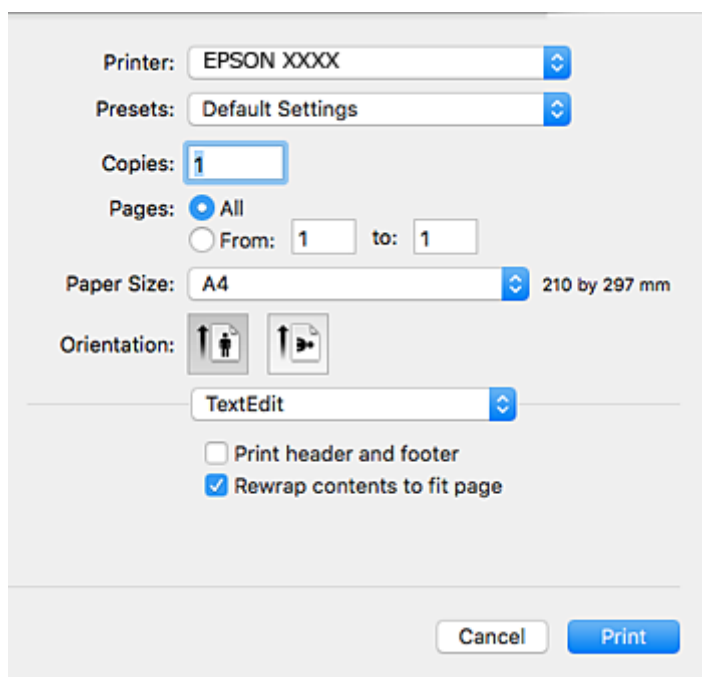 Printer: EPSON XXXX
Presets: Default Settings
Copies: 1
Pages: All
From: 1 to: 1
Paper Size: A4 210 by 297 mm
Orientation:
TextEdit
Print header and footer
Rewrap contents to fit page
Cancel Print